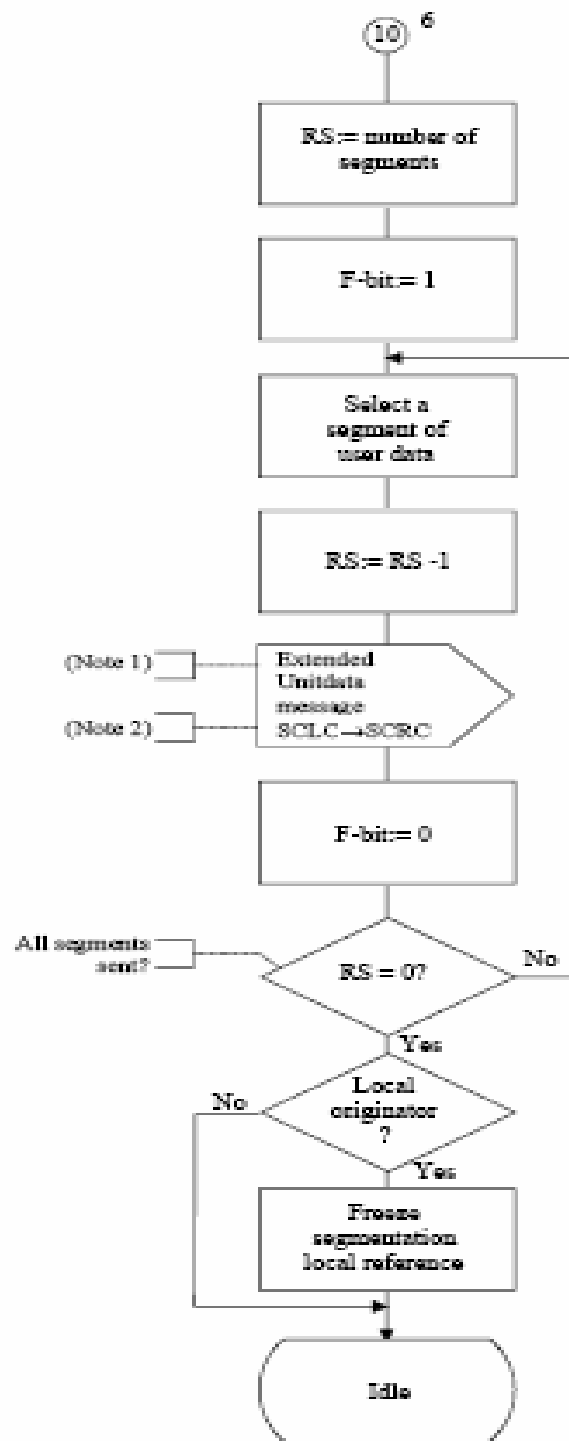 10 6
RS:= number of
segments
F-bit:= 1
Select a
segment of
user data
RS:= RS -1
(Note 1)
Extended
Unitdata
message
SCLC→SCRC
(Note 2)
F-bit:= 0
All segments
sent?
RS = 0?
No
Yes
Local
originator
?
No
Yes
Freeze
segmentation
local reference
Idle